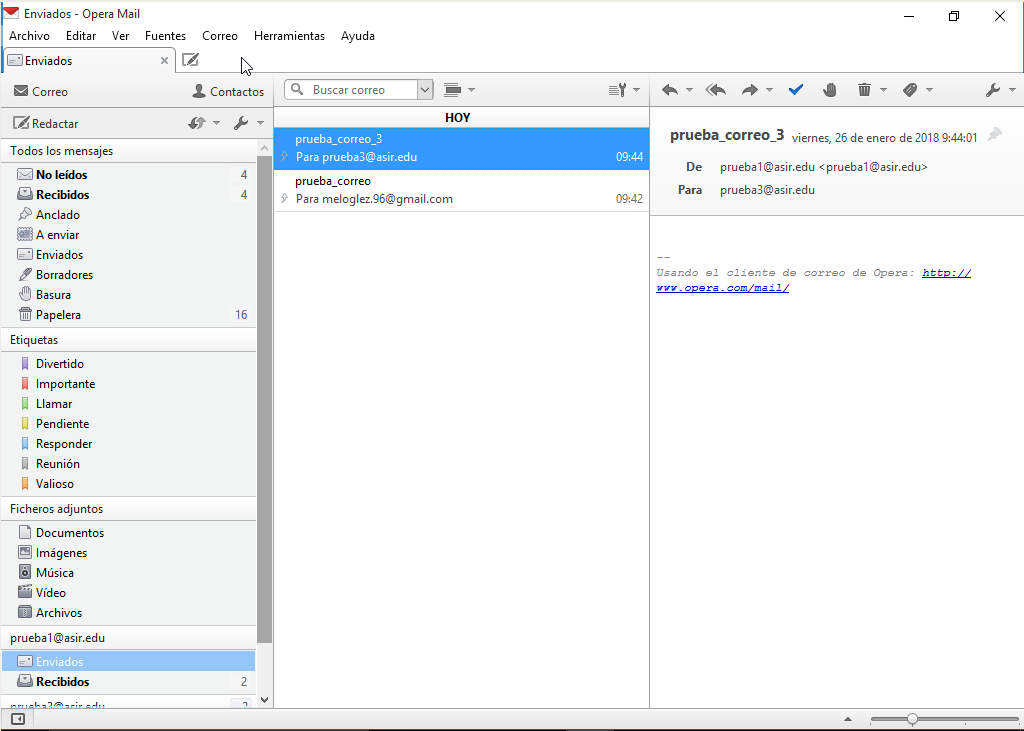 Enviados - Opera Mail
Archivo Editar Ver Fuentes Correo Herramientas Ayuda
Enviados
Correo Contactos
Redactar
Todos los mensajes
No leídos 4
Recibidos 4
Anclado
A enviar
Enviados
Borradores
Basura
Papelera 16
Etiquetas
Divertido
Importante
Llamar
Pendiente
Responder
Reunión
Valioso
Ficheros adjuntos
Documentos
Imágenes
Música
Vídeo
Archivos
prueba1@asir.edu
Enviados
Recibidos 2
prueba3@asir.edu 2
Buscar correo
HOY
prueba_correo_3
Para prueba3@asir.edu 09:44
prueba_correo
Para meloglez.96@gmail.com 09:42
prueba_correo_3 viernes, 26 de enero de 2018 9:44:01
De prueba1@asir.edu <prueba1@asir.edu>
Para prueba3@asir.edu
--
Usando el cliente de correo de Opera: http://
www.opera.com/mail/